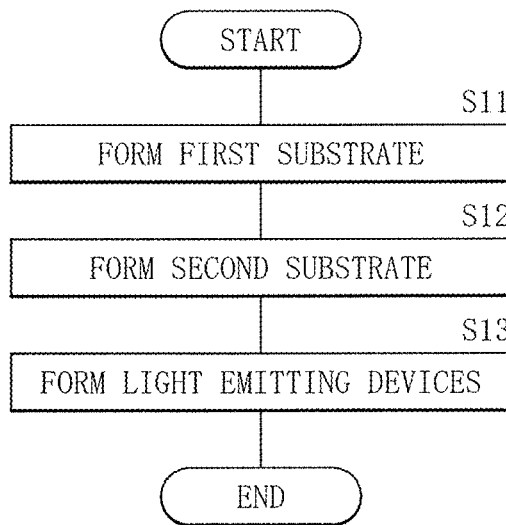 START
S11
FORM FIRST SUBSTRATE
S12
FORM SECOND SUBSTRATE
S13
FORM LIGHT EMITTING DEVICES
END